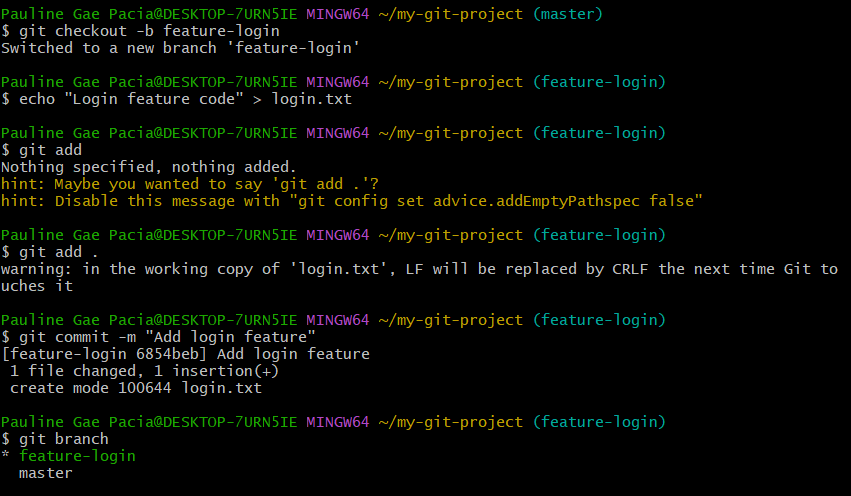 Pauline Gae Pacia@DESKTOP-7URN5IE MINGW64 ~/my-git-project (master)
$ git checkout -b feature-login
Switched to a new branch 'feature-login'
Pauline Gae Pacia@DESKTOP-7URN5IE MINGW64 ~/my-git-project (feature-login)
$ echo "Login feature code" > login.txt
Pauline Gae Pacia@DESKTOP-7URN5IE MINGW64 ~/my-git-project (feature-login)
$ git add
Nothing specified, nothing added.
hint: Maybe you wanted to say 'git add .'?
hint: Disable this message with "git config set advice.addEmptyPathspec false"
Pauline Gae Pacia@DESKTOP-7URN5IE MINGW64 ~/my-git-project (feature-login)
$ git add .
warning: in the working copy of 'login.txt', LF will be replaced by CRLF the next time Git to
uches it
Pauline Gae Pacia@DESKTOP-7URN5IE MINGW64 ~/my-git-project (feature-login)
$ git commit -m "Add login feature"
[feature-login 6854beb] Add login feature
 1 file changed, 1 insertion(+)
 create mode 100644 login.txt
Pauline Gae Pacia@DESKTOP-7URN5IE MINGW64 ~/my-git-project (feature-login)
$ git branch
* feature-login
  master